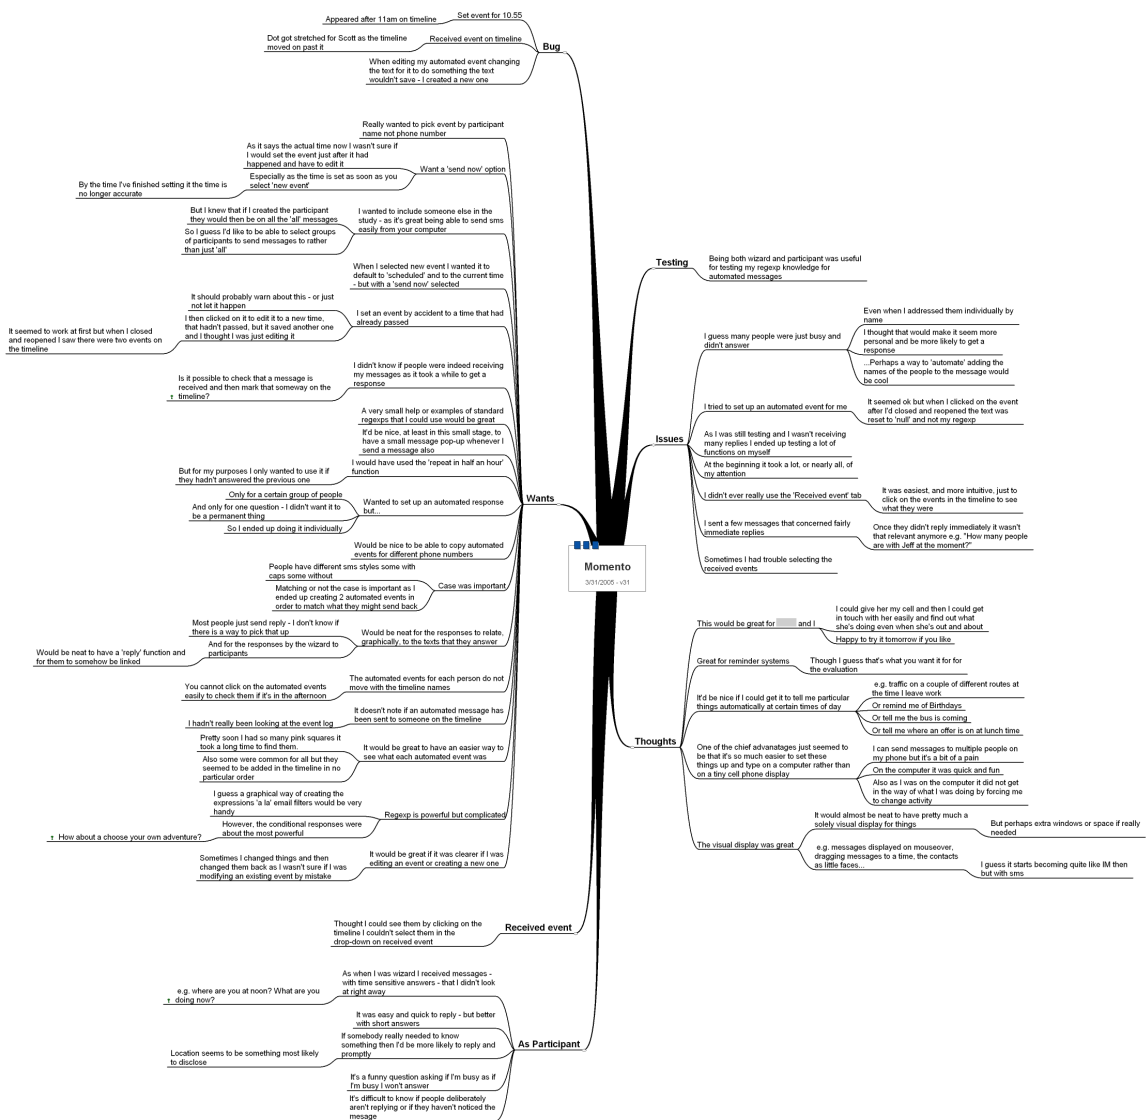 Momento
3/31/2005 - v31
Bug
Set event for 10.55
Appeared after 11am on timeline
Received event on timeline
Dot got stretched for Scott as the timeline
moved on past it
When editing my automated event changing
the text for it to do something the text
wouldn't save - I created a new one
Wants
Really wanted to pick event by participant
name not phone number
Want a 'send now' option
As it says the actual time now I wasn't sure if
I would set the event just after it had
happened and have to edit it
Especially as the time is set as soon as you
select 'new event'
By the time I've finished setting it the time is
no longer accurate
I wanted to include someone else in the
study - as it's great being able to send sms
easily from your computer
But I knew that if I created the participant
they would then be on all the 'all' messages
So I guess I'd like to be able to select groups
of participants to send messages to rather
than just 'all'
When I selected new event I wanted it to
default to 'scheduled' and to the current time
- but with a 'send now' selected
I set an event by accident to a time that had
already passed
It should probably warn about this - or just
not let it happen
I then clicked on it to edit it to a new time,
that hadn't passed, but it saved another one
and I thought I was just editing it
It seemed to work at first but when I closed
and reopened I saw there were two events on
the timeline
I didn't know if people were indeed receiving
my messages as it took a while to get a
response
Is it possible to check that a message is
received and then mark that someway on the
timeline?
A very small help or examples of standard
regexps that I could use would be great
It'd be nice, at least in this small stage, to
have a small message pop-up whenever I
send a message also
I would have used the 'repeat in half an hour'
function
But for my purposes I only wanted to use it if
they hadn't answered the previous one
Wanted to set up an automated response
but...
Only for a certain group of people
And only for one question - I didn't want it to
be a permanent thing
So I ended up doing it individually
Would be nice to be able to copy automated
events for different phone numbers
Case was important
People have different sms styles some with
caps some without
Matching or not the case is important as I
ended up creating 2 automated events in
order to match what they might send back
Would be neat for the responses to relate,
graphically, to the texts that they answer
Most people just send reply - I don't know if
there is a way to pick that up
And for the responses by the wizard to
participants
Would be neat to have a 'reply' function and
for them to somehow be linked
The automated events for each person do not
move with the timeline names
You cannot click on the automated events
easily to check them if it's in the afternoon
It doesn't note if an automated message has
been sent to someone on the timeline
I hadn't really been looking at the event log
It would be great to have an easier way to
see what each automated event was
Pretty soon I had so many pink squares it
took a long time to find them.
Also some were common for all but they
seemed to be added in the timeline in no
particular order
Regexp is powerful but complicated
I guess a graphical way of creating the
expressions 'a la' email filters would be very
handy
However, the conditional responses were
about the most powerful
How about a choose your own adventure?
It would be great if it was clearer if I was
editing an event or creating a new one
Sometimes I changed things and then
changed them back as I wasn't sure if I was
modifying an existing event by mistake
Received event
Thought I could see them by clicking on the
timeline I couldn't select them in the
drop-down on received event
As Participant
As when I was wizard I received messages -
with time sensitive answers - that I didn't look
at right away
e.g. where are you at noon? What are you
doing now?
It was easy and quick to reply - but better
with short answers
If somebody really needed to know
something then I'd be more likely to reply and
promptly
Location seems to be something most likely
to disclose
It's a funny question asking if I'm busy as if
I'm busy I won't answer
It's difficult to know if people deliberately
aren't replying or if they haven't noticed the
mesage
Testing
Being both wizard and participant was useful
for testing my regexp knowledge for
automated messages
Issues
I guess many people were just busy and
didn't answer
Even when I addressed them individually by
name
I thought that would make it seem more
personal and be more likely to get a
response
...Perhaps a way to 'automate' adding the
names of the people to the message would
be cool
I tried to set up an automated event for me
It seemed ok but when I clicked on the event
after I'd closed and reopened the text was
reset to 'null' and not my regexp
As I was still testing and I wasn't receiving
many replies I ended up testing a lot of
functions on myself
At the beginning it took a lot, or nearly all, of
my attention
I didn't ever really use the 'Received event' tab
It was easiest, and more intuitive, just to
click on the events in the timeline to see
what they were
I sent a few messages that concerned fairly
immediate replies
Once they didn't reply immediately it wasn't
that relevant anymore e.g. "How many people
are with Jeff at the moment?"
Sometimes I had trouble selecting the
received events
Thoughts
This would be great for and I
I could give her my cell and then I could get
in touch with her easily and find out what
she's doing even when she's out and about
Happy to try it tomorrow if you like
Great for reminder systems
Though I guess that's what you want it for for
the evaluation
It'd be nice if I could get it to tell me particular
things automatically at certain times of day
e.g. traffic on a couple of different routes at
the time I leave work
Or remind me of Birthdays
Or tell me the bus is coming
Or tell me where an offer is on at lunch time
One of the chief advanatages just seemed to
be that it's so much easier to set these
things up and type on a computer rather than
on a tiny cell phone display
I can send messages to multiple people on
my phone but it's a bit of a pain
On the computer it was quick and fun
Also as I was on the computer it did not get
in the way of what I was doing by forcing me
to change activity
The visual display was great
It would almost be neat to have pretty much a
solely visual display for things
But perhaps extra windows or space if really
needed
e.g. messages displayed on mouseover,
dragging messages to a time, the contacts
as little faces...
I guess it starts becoming quite like IM then
but with sms